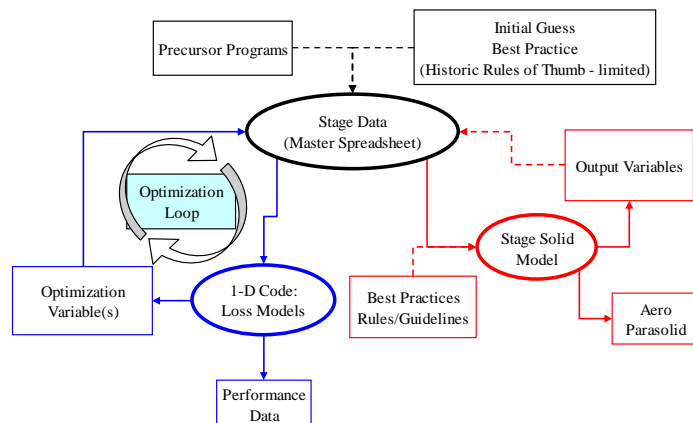 Precursor Programs
Initial Guess
Best Practice
(Historic Rules of Thumb - limited)
Stage Data
(Master Spreadsheet)
Optimization
Loop
Output Variables
Stage Solid
Model
Optimization
Variable(s)
1-D Code:
Loss Models
Best Practices
Rules/Guidelines
Aero
Parasolid
Performance
Data